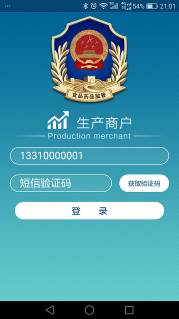 54% 21:01
食品药品监管
生产商户
Production merchant
13310000001
短信验证码
获取验证码
登 录